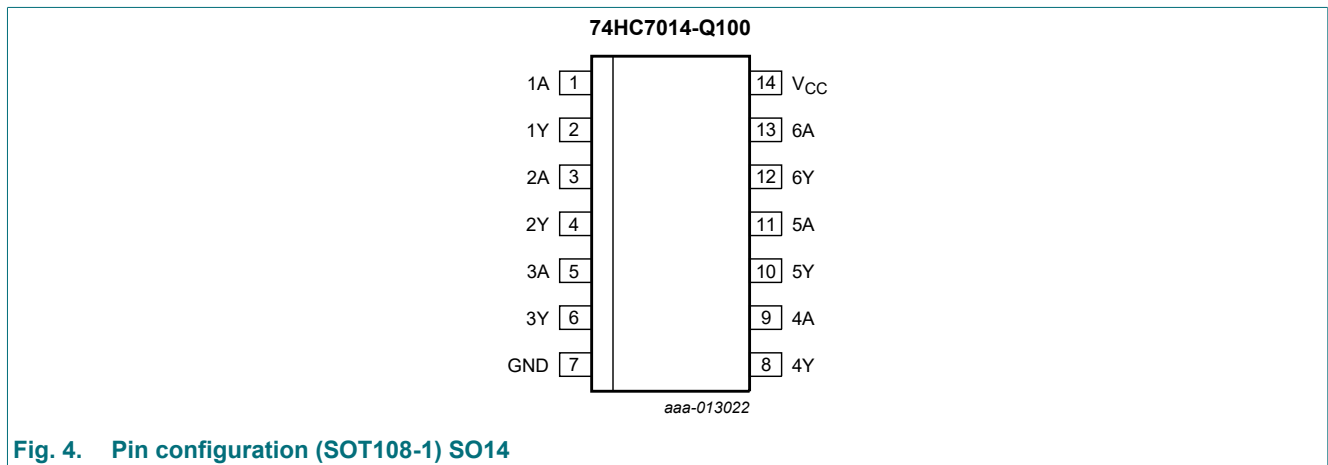 74HC7014-Q100
1A 1 14 VCC
1Y 2 13 6A
2A 3 12 6Y
2Y 4 11 5A
3A 5 10 5Y
3Y 6 9 4A
GND 7 8 4Y
aaa-013022
Fig. 4. Pin configuration (SOT108-1) SO14